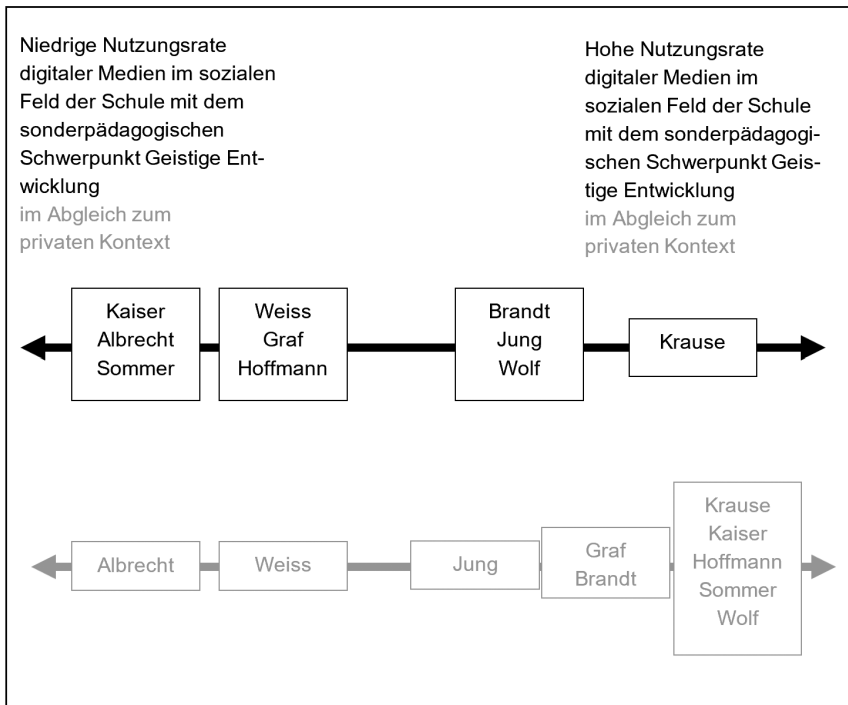 Niedrige Nutzungsrate
digitaler Medien im sozialen
Feld der Schule mit dem
sonderpädagogischen
Schwerpunkt Geistige Ent-
wicklung
im Abgleich zum
privaten Kontext
Hohe Nutzungsrate
digitaler Medien im
sozialen Feld der Schule
mit dem sonderpädagogi-
schen Schwerpunkt Geis-
tige Entwicklung
im Abgleich zum
privaten Kontext
Kaiser
Albrecht
Sommer
Weiss
Graf
Hoffmann
Brandt
Jung
Wolf
Krause
Albrecht
Weiss
Jung
Graf
Brandt
Krause
Kaiser
Hoffmann
Sommer
Wolf